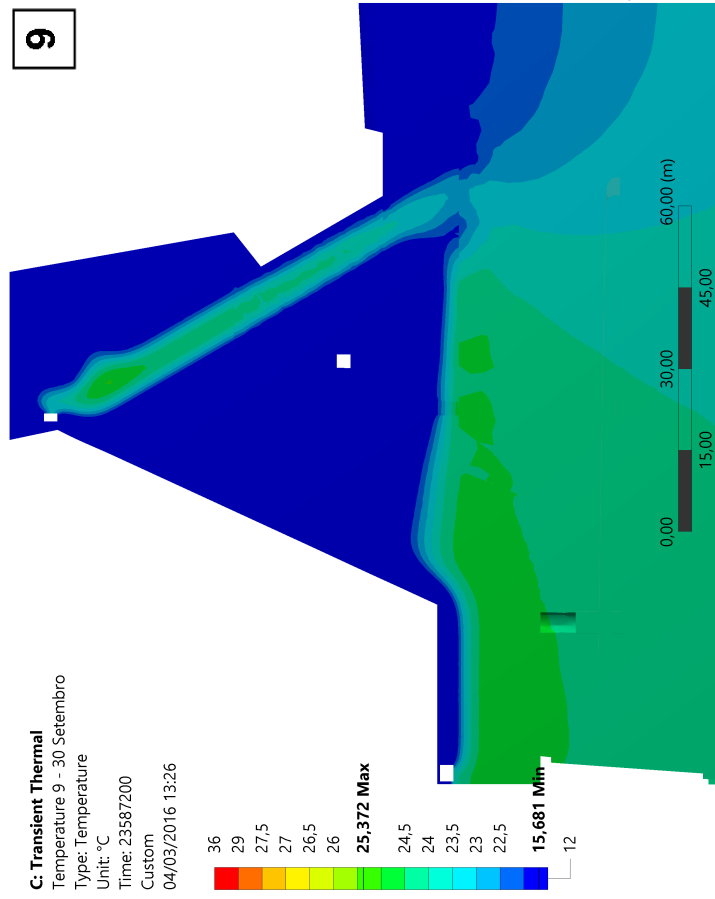 C: Transient Thermal
Temperature 9 - 30 Setembro
Type: Temperature
Unit: °C
Time: 23587200
Custom
04/03/2016 13:26
9
36
29
27,5
27
26,5
26
25,372 Max
24,5
24
23,5
23
22,5
15,681 Min
12
0,00 30,00 60,00 (m)
15,00 45,00